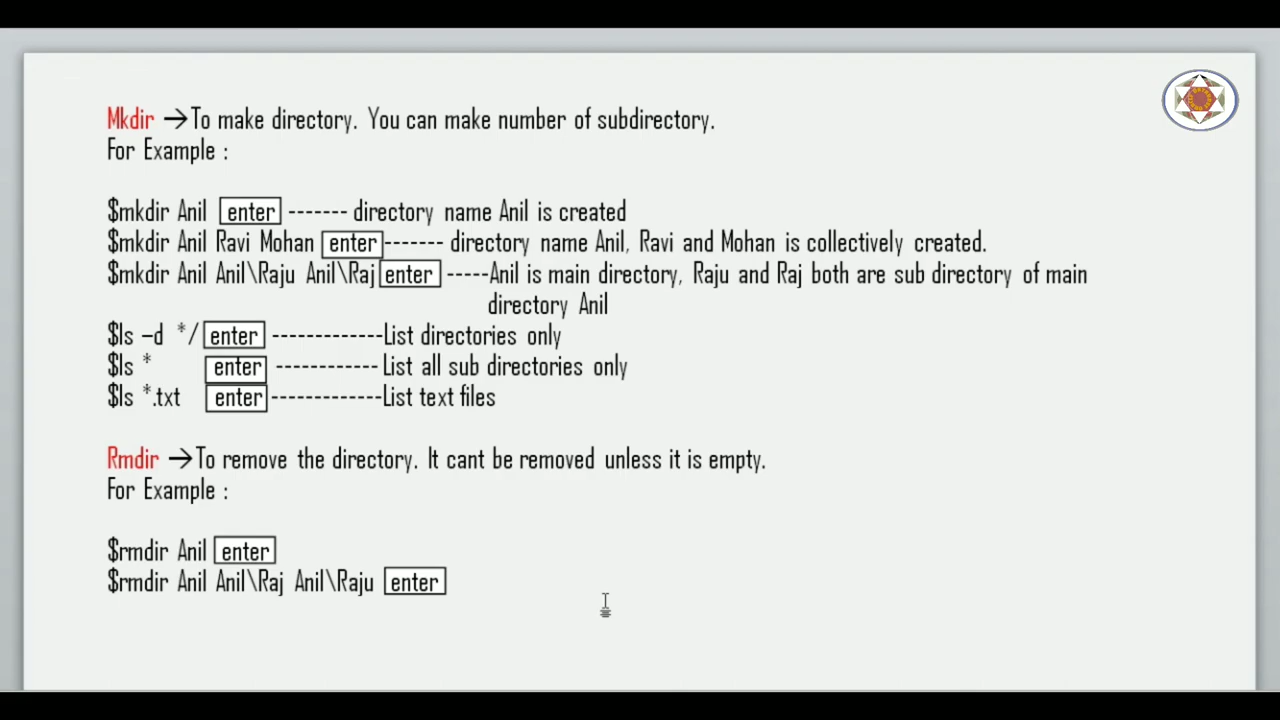 Mkdir →To make directory. You can make number of subdirectory.
For Example :
$mkdir Anil enter ------- directory name Anil is created
$mkdir Anil Ravi Mohan enter------- directory name Anil, Ravi and Mohan is collectively created.
$mkdir Anil Anil\Raju Anil\Raj enter -----Anil is main directory, Raju and Raj both are sub directory of main
directory Anil
$ls –d */ enter -------------List directories only
$ls * enter ------------ List all sub directories only
$ls *.txt enter -------------List text files
Rmdir →To remove the directory. It cant be removed unless it is empty.
For Example :
$rmdir Anil enter
$rmdir Anil Anil\Raj Anil\Raju enter